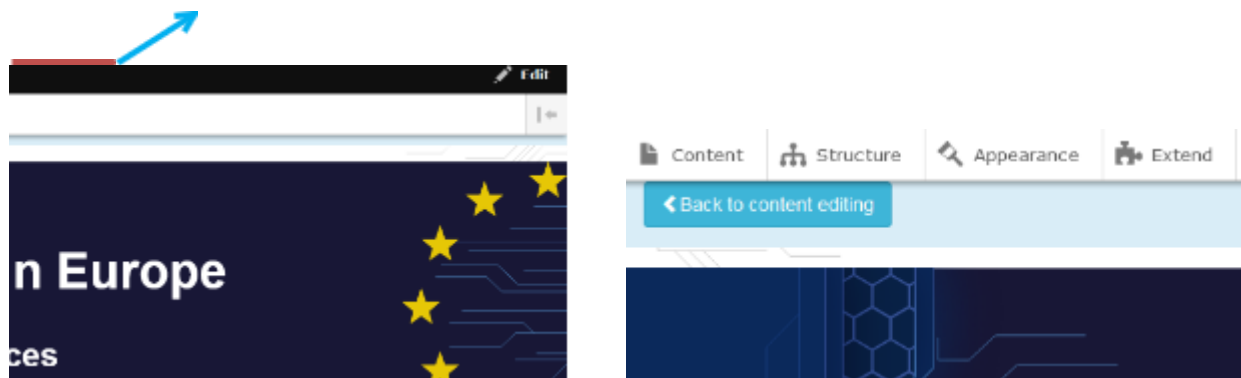 Edit
n Europe
ces
Content Structure Appearance Extend
Back to content editing